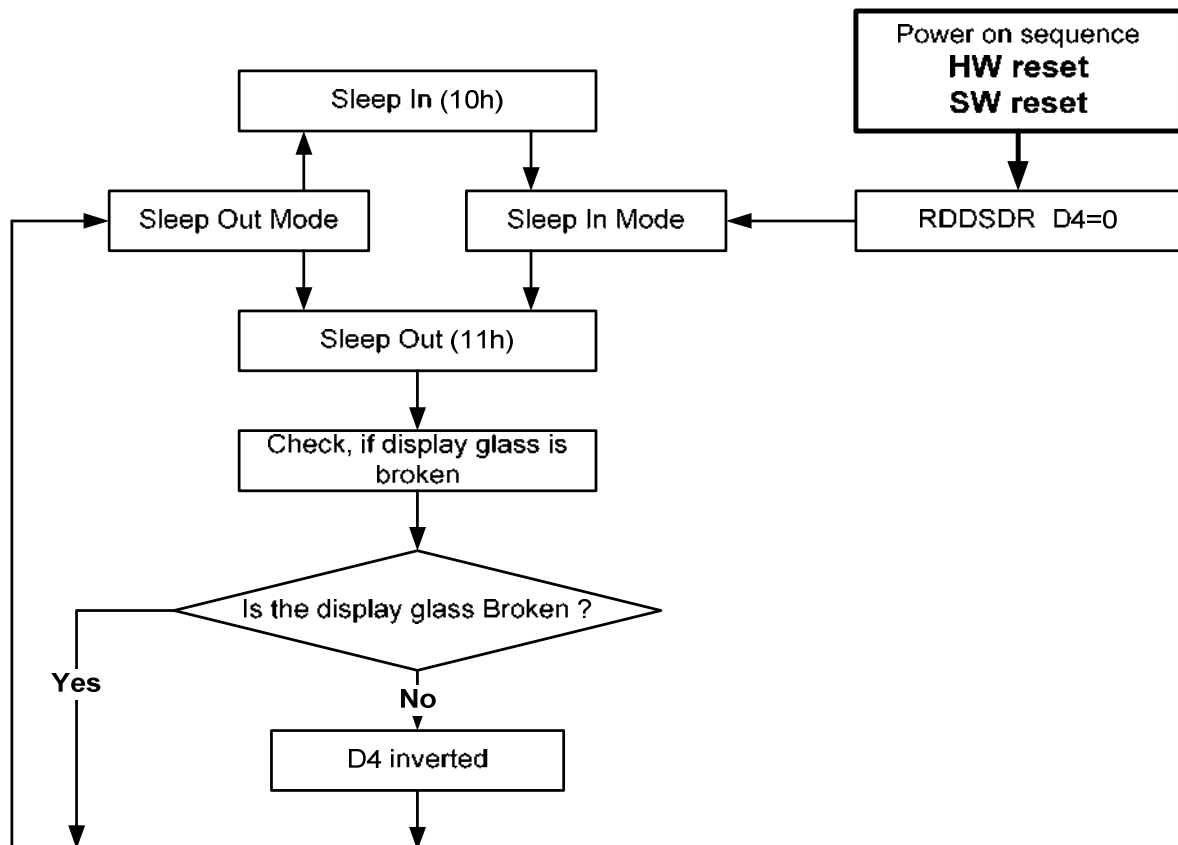 Power on sequence
HW reset
SW reset
Sleep In (10h)
Sleep Out Mode
Sleep In Mode
RDDSDR D4=0
Sleep Out (11h)
Check, if display glass is
broken
Is the display glass Broken ?
Yes
No
D4 inverted